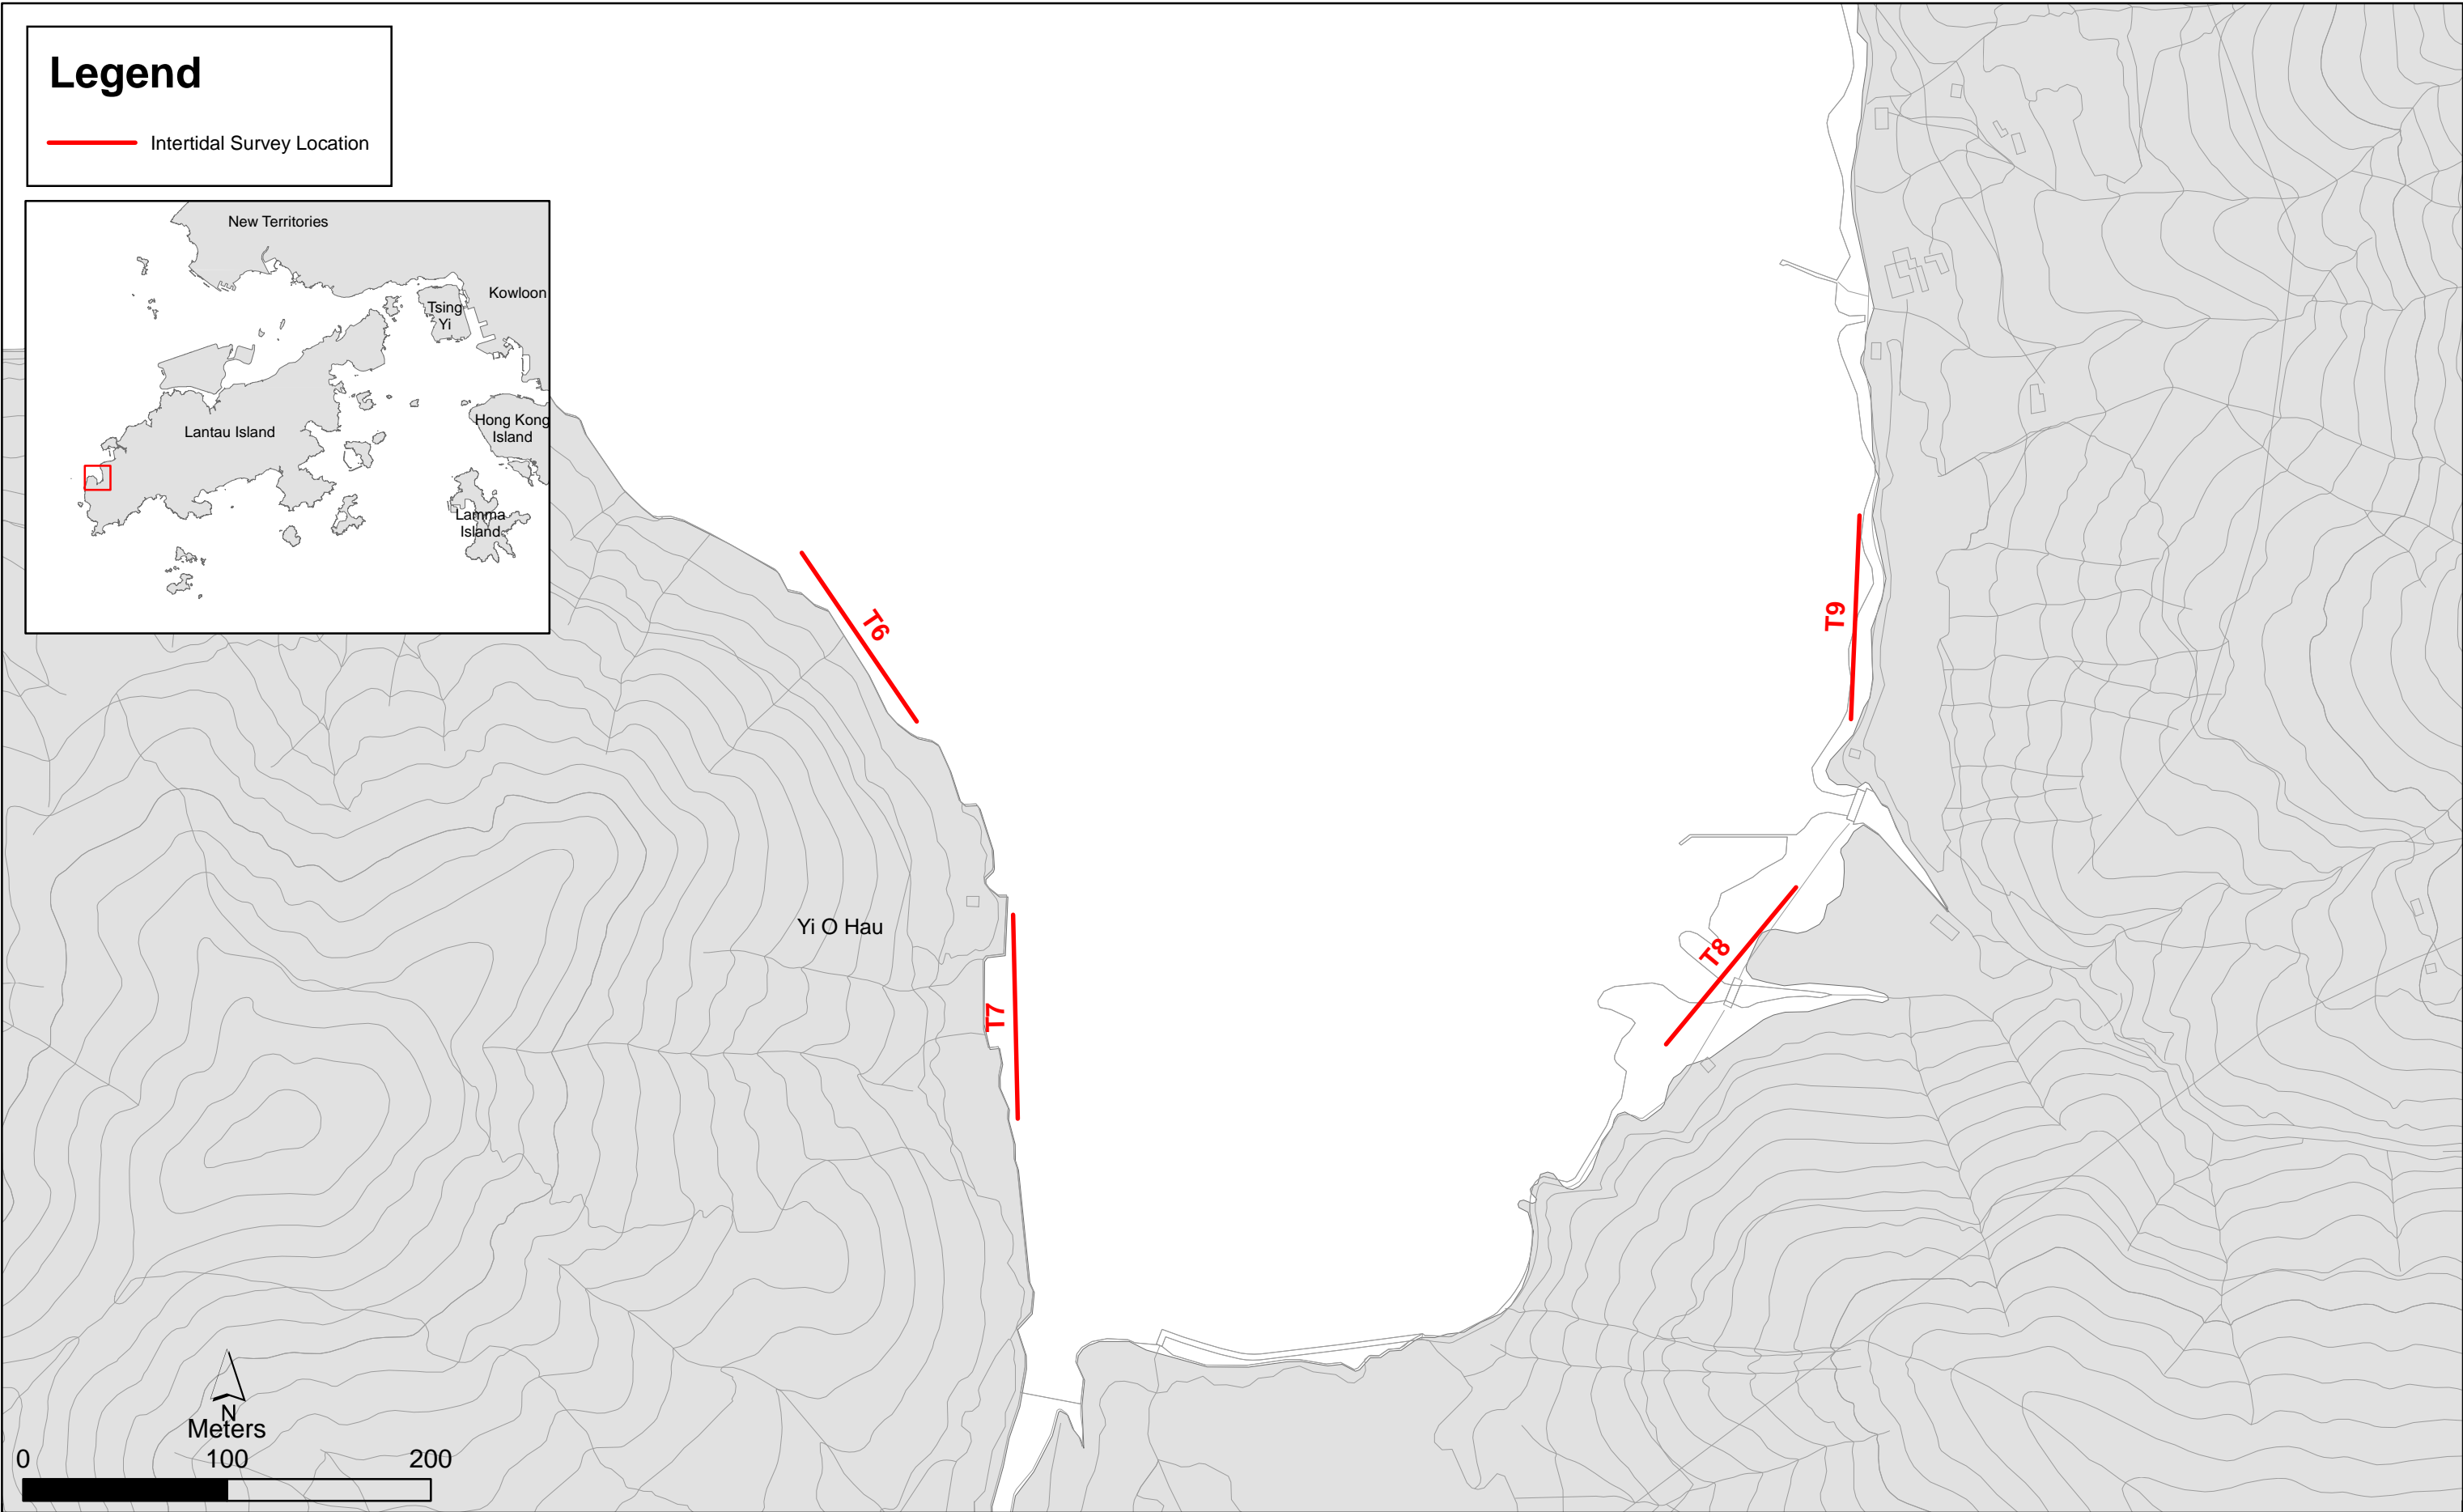 Legend
Intertidal Survey Location
New Territories
Kowloon
Tsing
Yi
Hong Kong
Island
Lantau Island
Lamma
Island
T6
T9
Yi O Hau
T8
T7
N
Meters
0 100 200